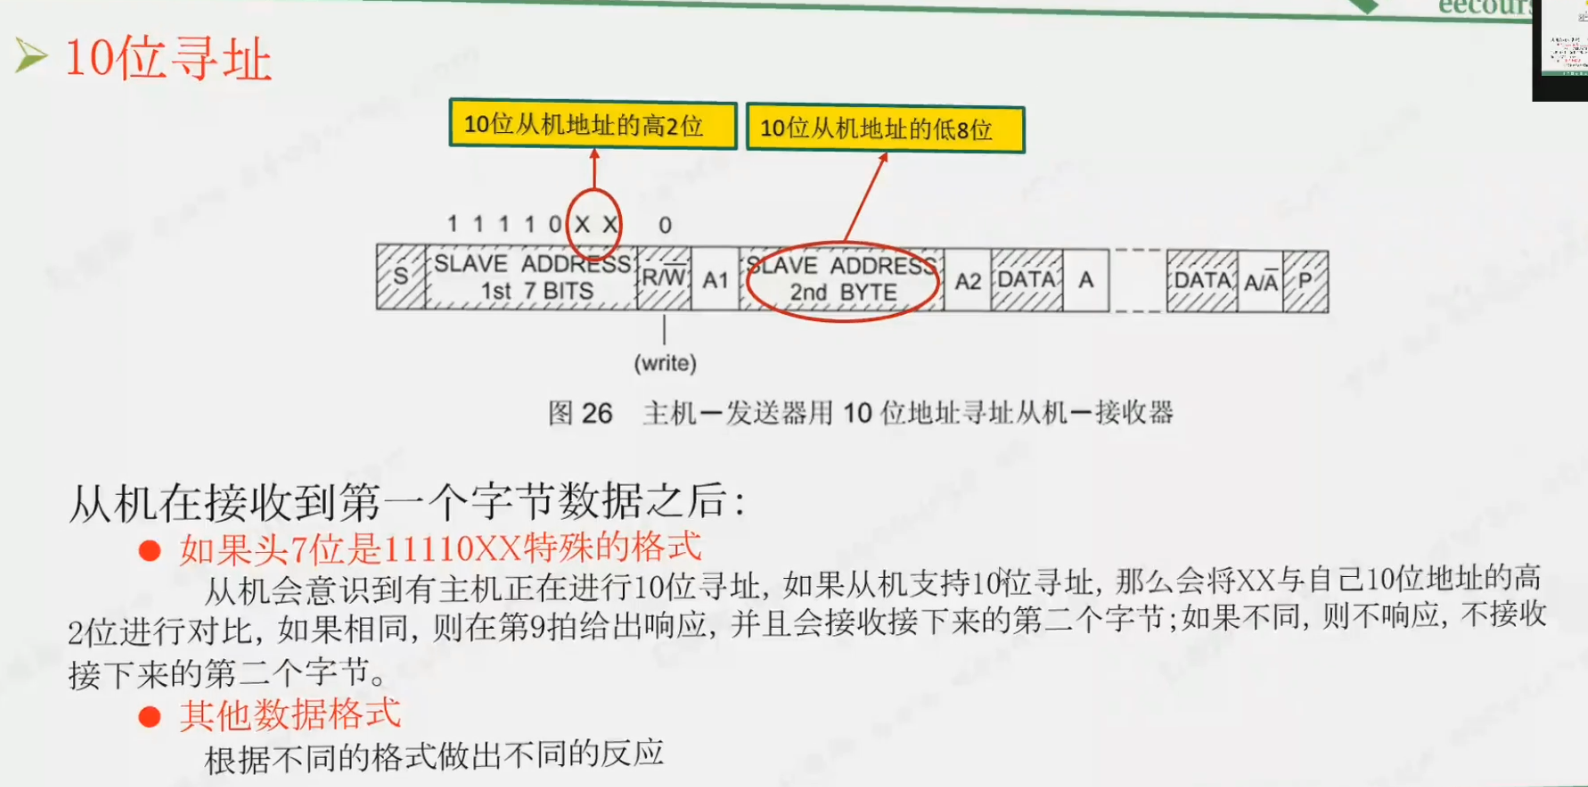 eecours
10位寻址
10位从机地址的高2位
10位从机地址的低8位
1 1 1 1 0 X X 0
S SLAVE ADDRESS 1st 7 BITS R/W̅ A1 SLAVE ADDRESS 2nd BYTE A2 DATA A DATA A/A̅ P
(write)
图 26 主机－发送器用 10 位地址寻址从机－接收器
从机在接收到第一个字节数据之后:
如果头7位是11110XX特殊的格式
从机会意识到有主机正在进行10位寻址, 如果从机支持10位寻址, 那么会将XX与自己10位地址的高
2位进行对比, 如果相同, 则在第9拍给出响应, 并且会接收接下来的第二个字节;如果不同, 则不响应, 不接收
接下来的第二个字节。
其他数据格式
根据不同的格式做出不同的反应